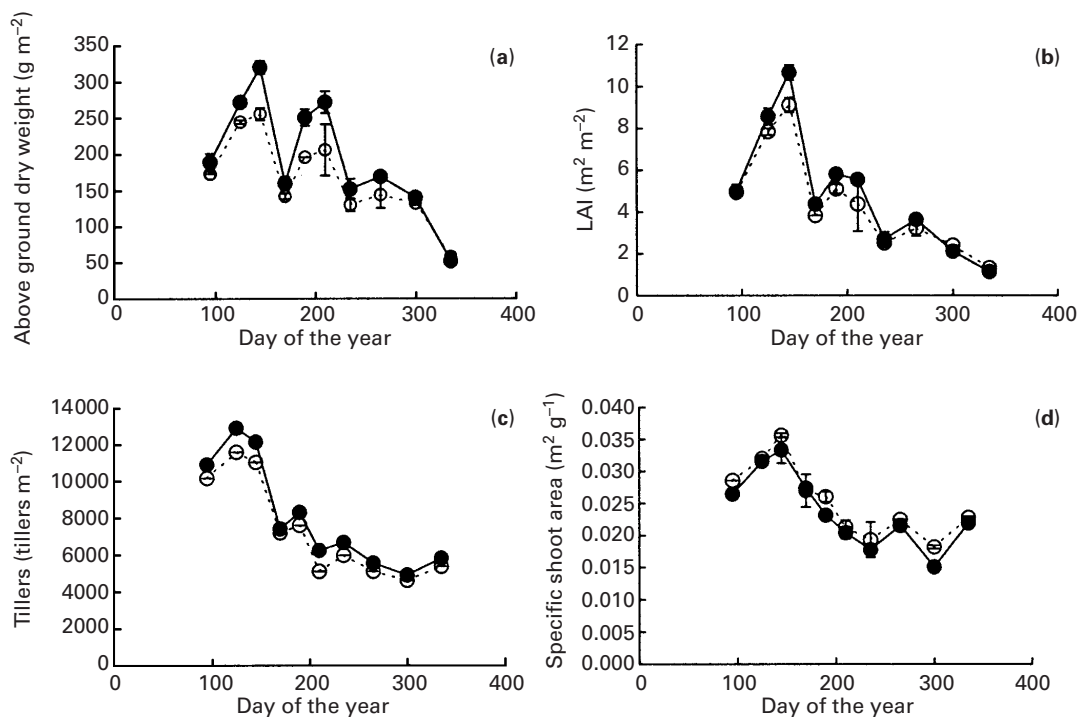 Above ground dry weight (g m⁻²)
350
300
250
200
150
100
50
0
(a)
0 100 200 300 400
Day of the year
LAI (m² m⁻²)
12
10
8
6
4
2
0
(b)
0 100 200 300 400
Day of the year
Tillers (tillers m⁻²)
14000
12000
10000
8000
6000
4000
2000
0
(c)
0 100 200 300 400
Day of the year
Specific shoot area (m² g⁻¹)
0.040
0.035
0.030
0.025
0.020
0.015
0.010
0.005
0.000
(d)
0 100 200 300 400
Day of the year